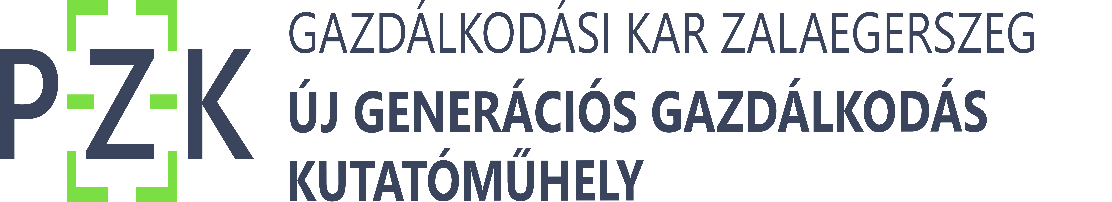 P-Z-K
GAZDÁLKODÁSI KAR ZALAEGERSZEG
ÚJ GENERÁCIÓS GAZDÁLKODÁS
KUTATÓMŰHELY